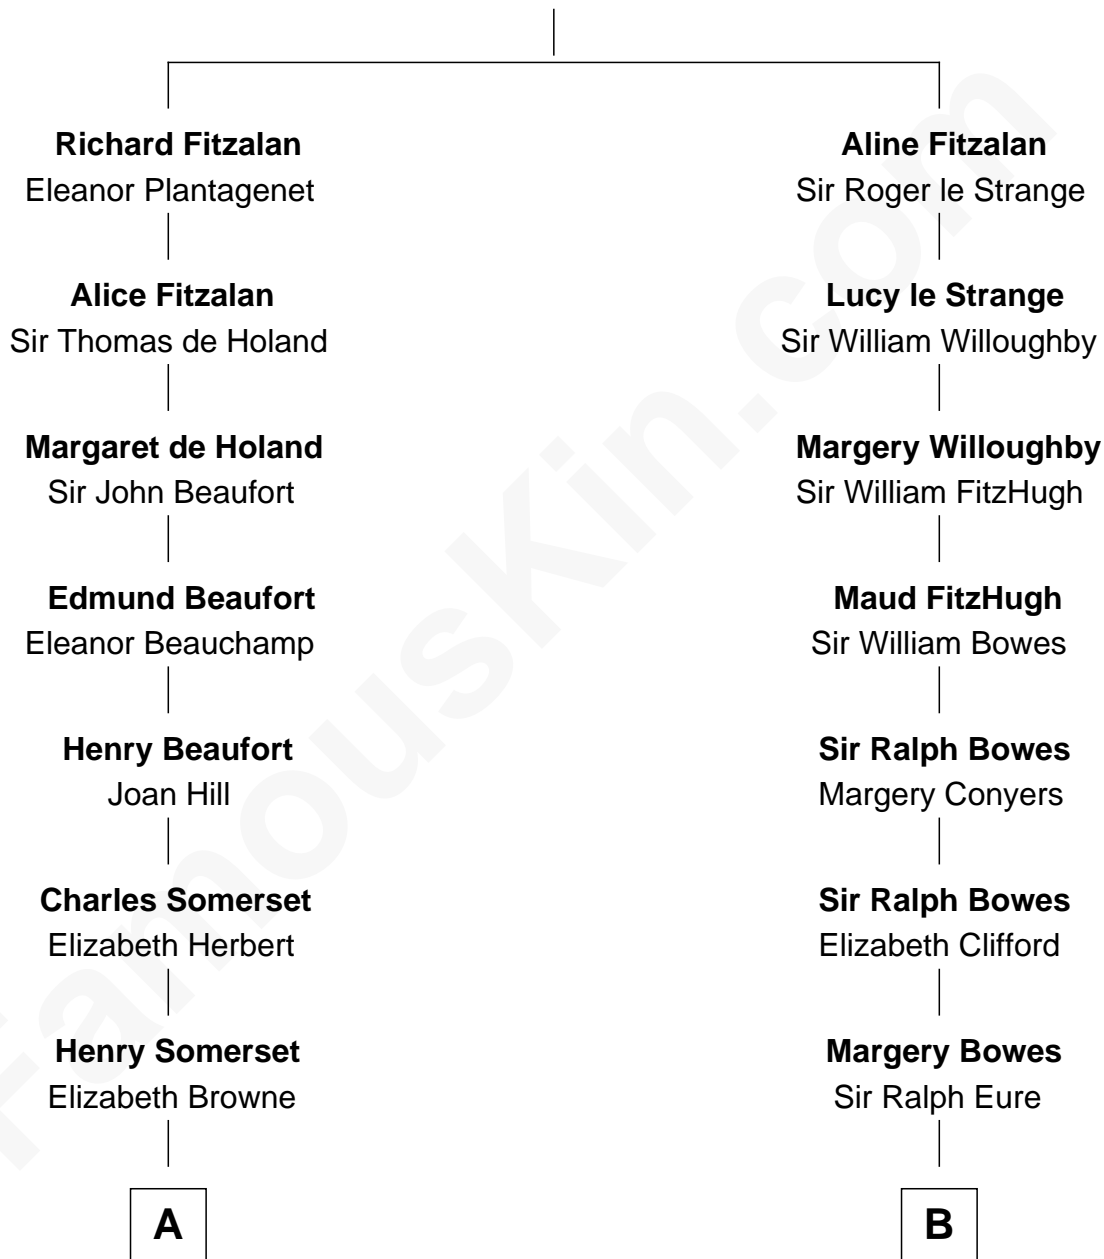 Richard Fitzalan
Eleanor Plantagenet
Alice Fitzalan
Sir Thomas de Holand
Margaret de Holand
Sir John Beaufort
Edmund Beaufort
Eleanor Beauchamp
Henry Beaufort
Joan Hill
Charles Somerset
Elizabeth Herbert
Henry Somerset
Elizabeth Browne
A
Aline Fitzalan
Sir Roger le Strange
Lucy le Strange
Sir William Willoughby
Margery Willoughby
Sir William FitzHugh
Maud FitzHugh
Sir William Bowes
Sir Ralph Bowes
Margery Conyers
Sir Ralph Bowes
Elizabeth Clifford
Margery Bowes
Sir Ralph Eure
B
FamousKin.com